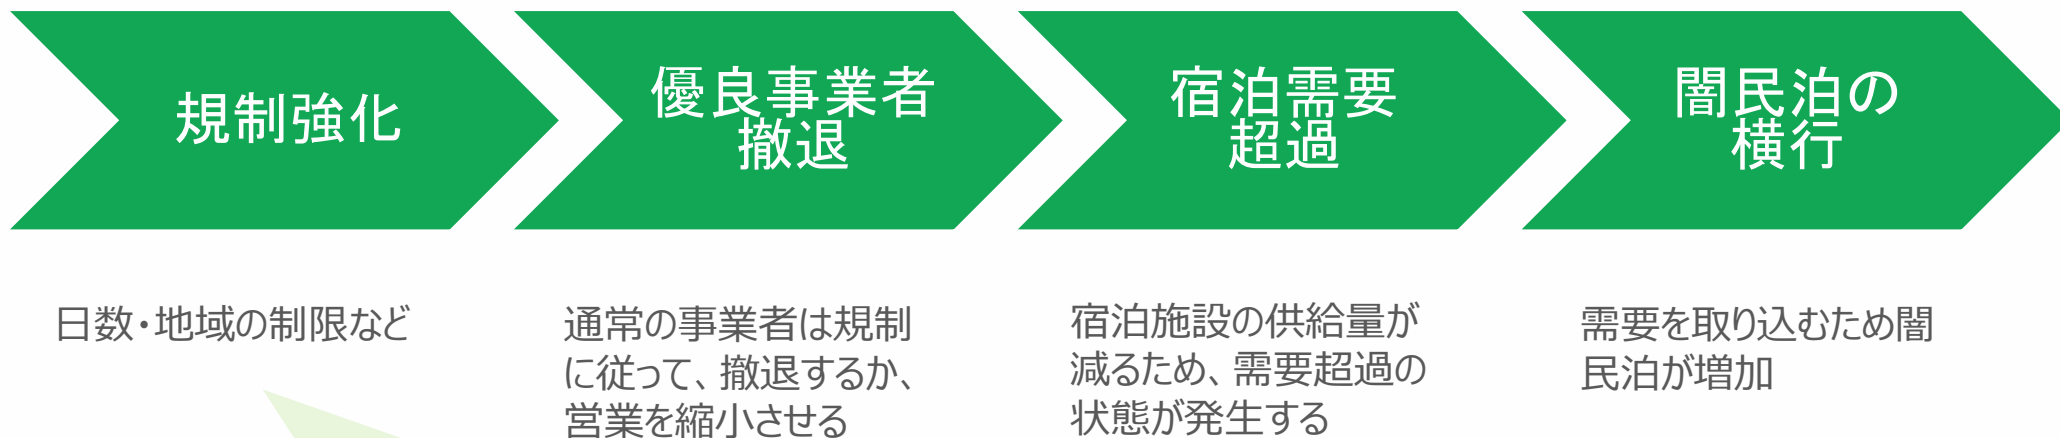 規制強化
優良事業者
撤退
宿泊需要
超過
闇民泊の
横行
日数・地域の制限など
通常の事業者は規制
に従って、撤退するか、
営業を縮小させる
宿泊施設の供給量が
減るため、需要超過の
状態が発生する
需要を取り込むため闇
民泊が増加